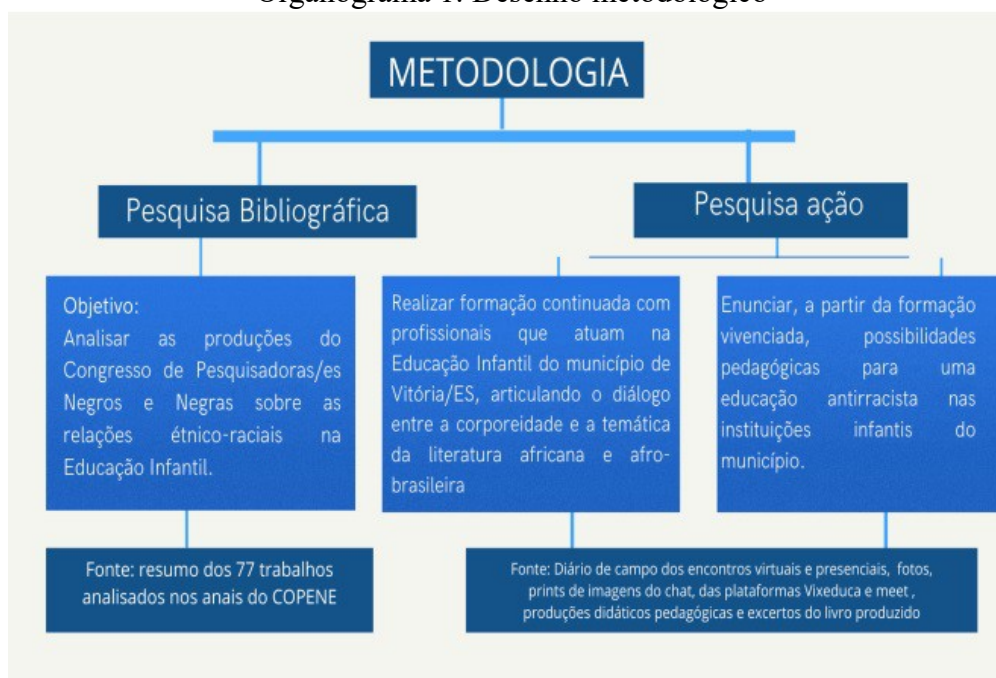 Organograma 1: Desenho metodológico
METODOLOGIA
Pesquisa Bibliográfica
Pesquisa ação
Objetivo:
Analisar as produções do
Congresso de Pesquisadoras/es
Negros e Negras sobre as
relações étnico-raciais na
Educação Infantil.
Realizar formação continuada com
profissionais que atuam na
Educação Infantil do município de
Vitória/ES, articulando o diálogo
entre a corporeidade e a temática
da literatura africana e afro-
brasileira
Enunciar, a partir da formação
vivenciada, possibilidades
pedagógicas para uma
educação antirracista nas
instituições infantis do
município.
Fonte: resumo dos 77 trabalhos
analisados nos anais do COPENE
Fonte: Diário de campo dos encontros virtuais e presenciais, fotos,
prints de imagens do chat, das plataformas Vixeduca e meet ,
produções didáticos pedagógicas e excertos do livro produzido